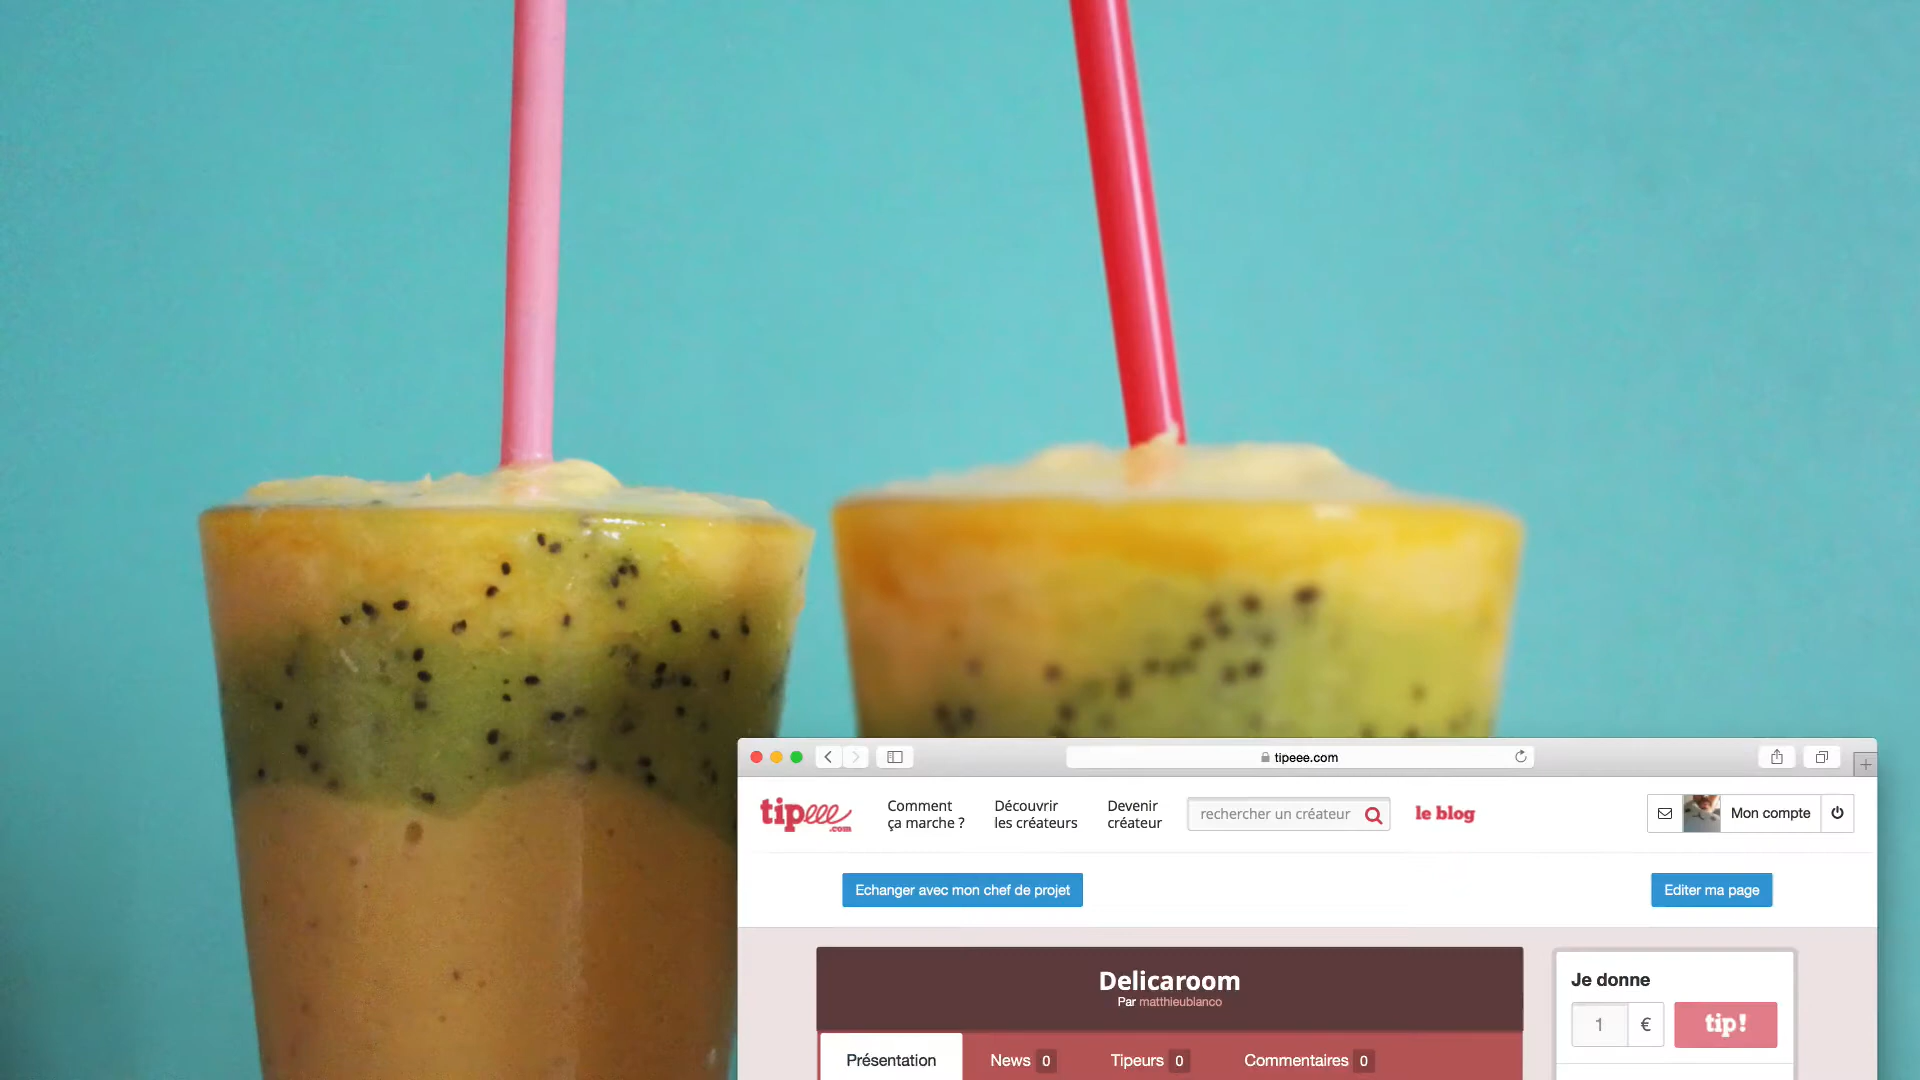 tipeee.com
tipeee.com
Comment
ça marche ?
Découvrir
les créateurs
Devenir
créateur
rechercher un créateur
le blog
Mon compte
Echanger avec mon chef de projet
Editer ma page
Delicaroom
Par matthieublanco
Je donne
1 €
tip!
Présentation
News 0
Tipeurs 0
Commentaires 0